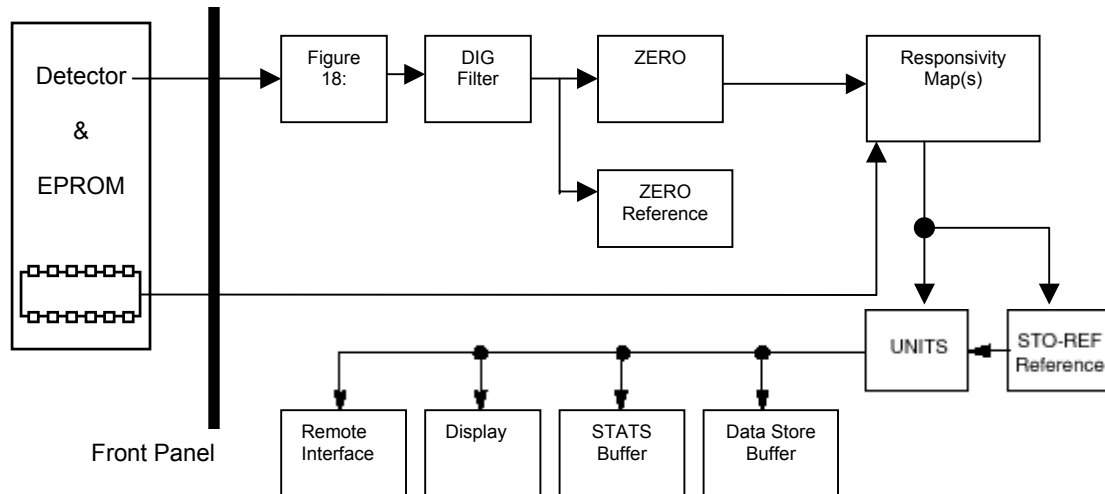 Detector
&
EPROM
Front Panel
Figure
18:
DIG
Filter
ZERO
ZERO
Reference
Responsivity
Map(s)
UNITS
STO-REF
Reference
Remote
Interface
Display
STATS
Buffer
Data Store
Buffer